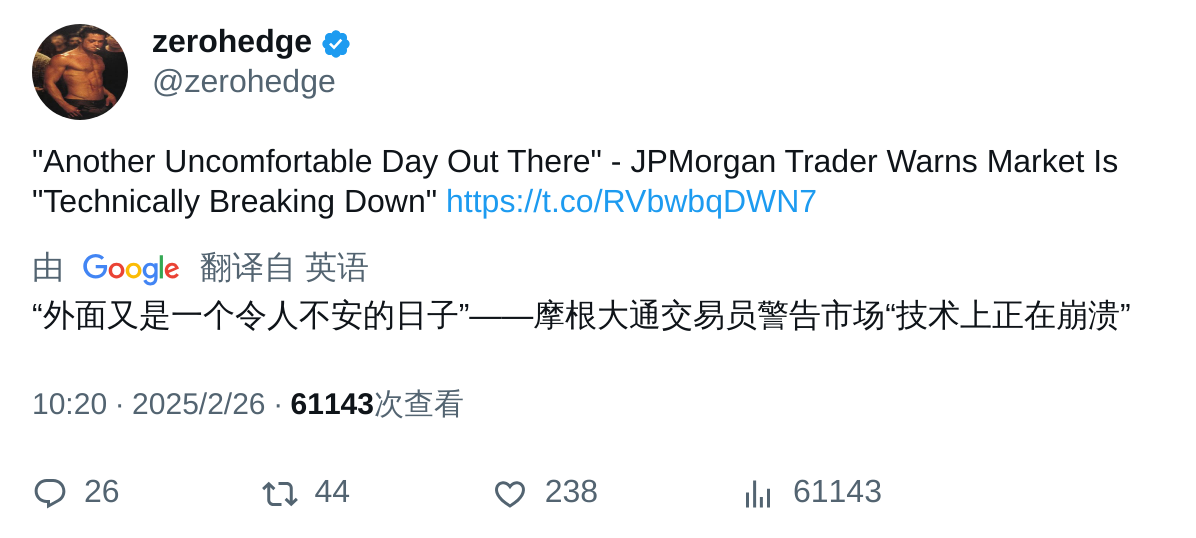 zerohedge
@zerohedge
"Another Uncomfortable Day Out There" - JPMorgan Trader Warns Market Is
"Technically Breaking Down" https://t.co/RVbwbqDWN7
由 Google 翻译自 英语
“外面又是一个令人不安的日子”——摩根大通交易员警告市场“技术上正在崩溃”
10:20 · 2025/2/26 · 61143次查看
26 44 238 61143